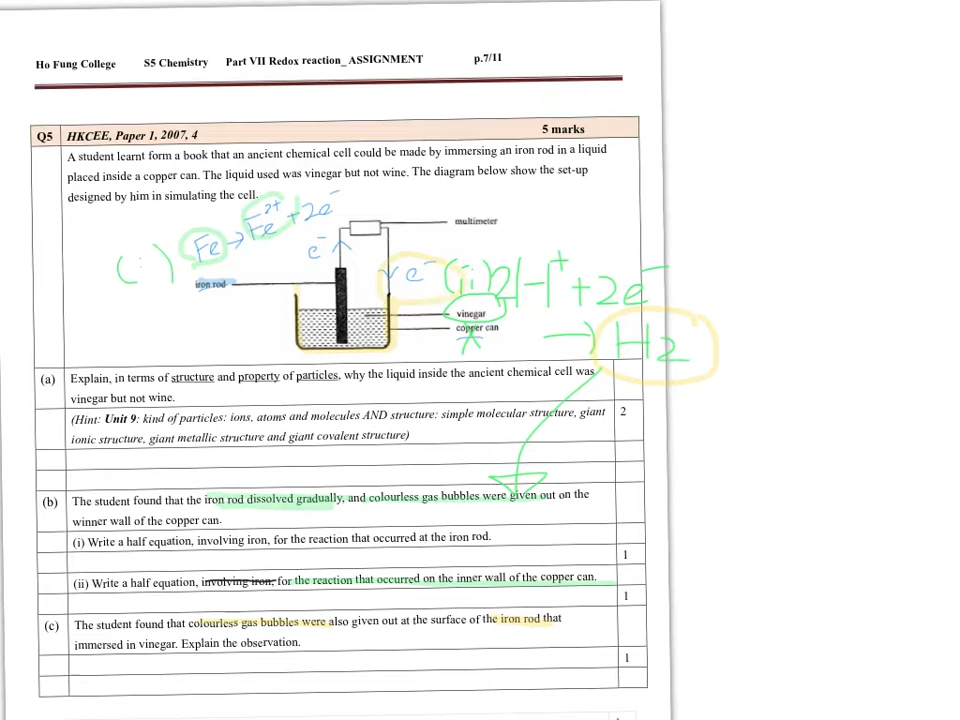 Ho Fung College S5 Chemistry Part VII Redox reaction_ ASSIGNMENT p.7/11
Q5 HKCEE, Paper 1, 2007, 4 5 marks
A student learnt form a book that an ancient chemical cell could be made by immersing an iron rod in a liquid
placed inside a copper can. The liquid used was vinegar but not wine. The diagram below show the set-up
designed by him in simulating the cell.
(i) Fe → Fe²⁺ + 2e⁻
multimeter
e⁻
iron rod
e⁻
(ii) 2H⁺ + 2e⁻
→ H₂
vinegar
copper can
(a) Explain, in terms of structure and property of particles, why the liquid inside the ancient chemical cell was
vinegar but not wine.
(Hint: Unit 9: kind of particles: ions, atoms and molecules AND structure: simple molecular structure, giant 2
ionic structure, giant metallic structure and giant covalent structure)
(b) The student found that the iron rod dissolved gradually, and colourless gas bubbles were given out on the
winner wall of the copper can.
(i) Write a half equation, involving iron, for the reaction that occurred at the iron rod.
1
(ii) Write a half equation, involving iron, for the reaction that occurred on the inner wall of the copper can.
1
(c) The student found that colourless gas bubbles were also given out at the surface of the iron rod that
immersed in vinegar. Explain the observation.
1